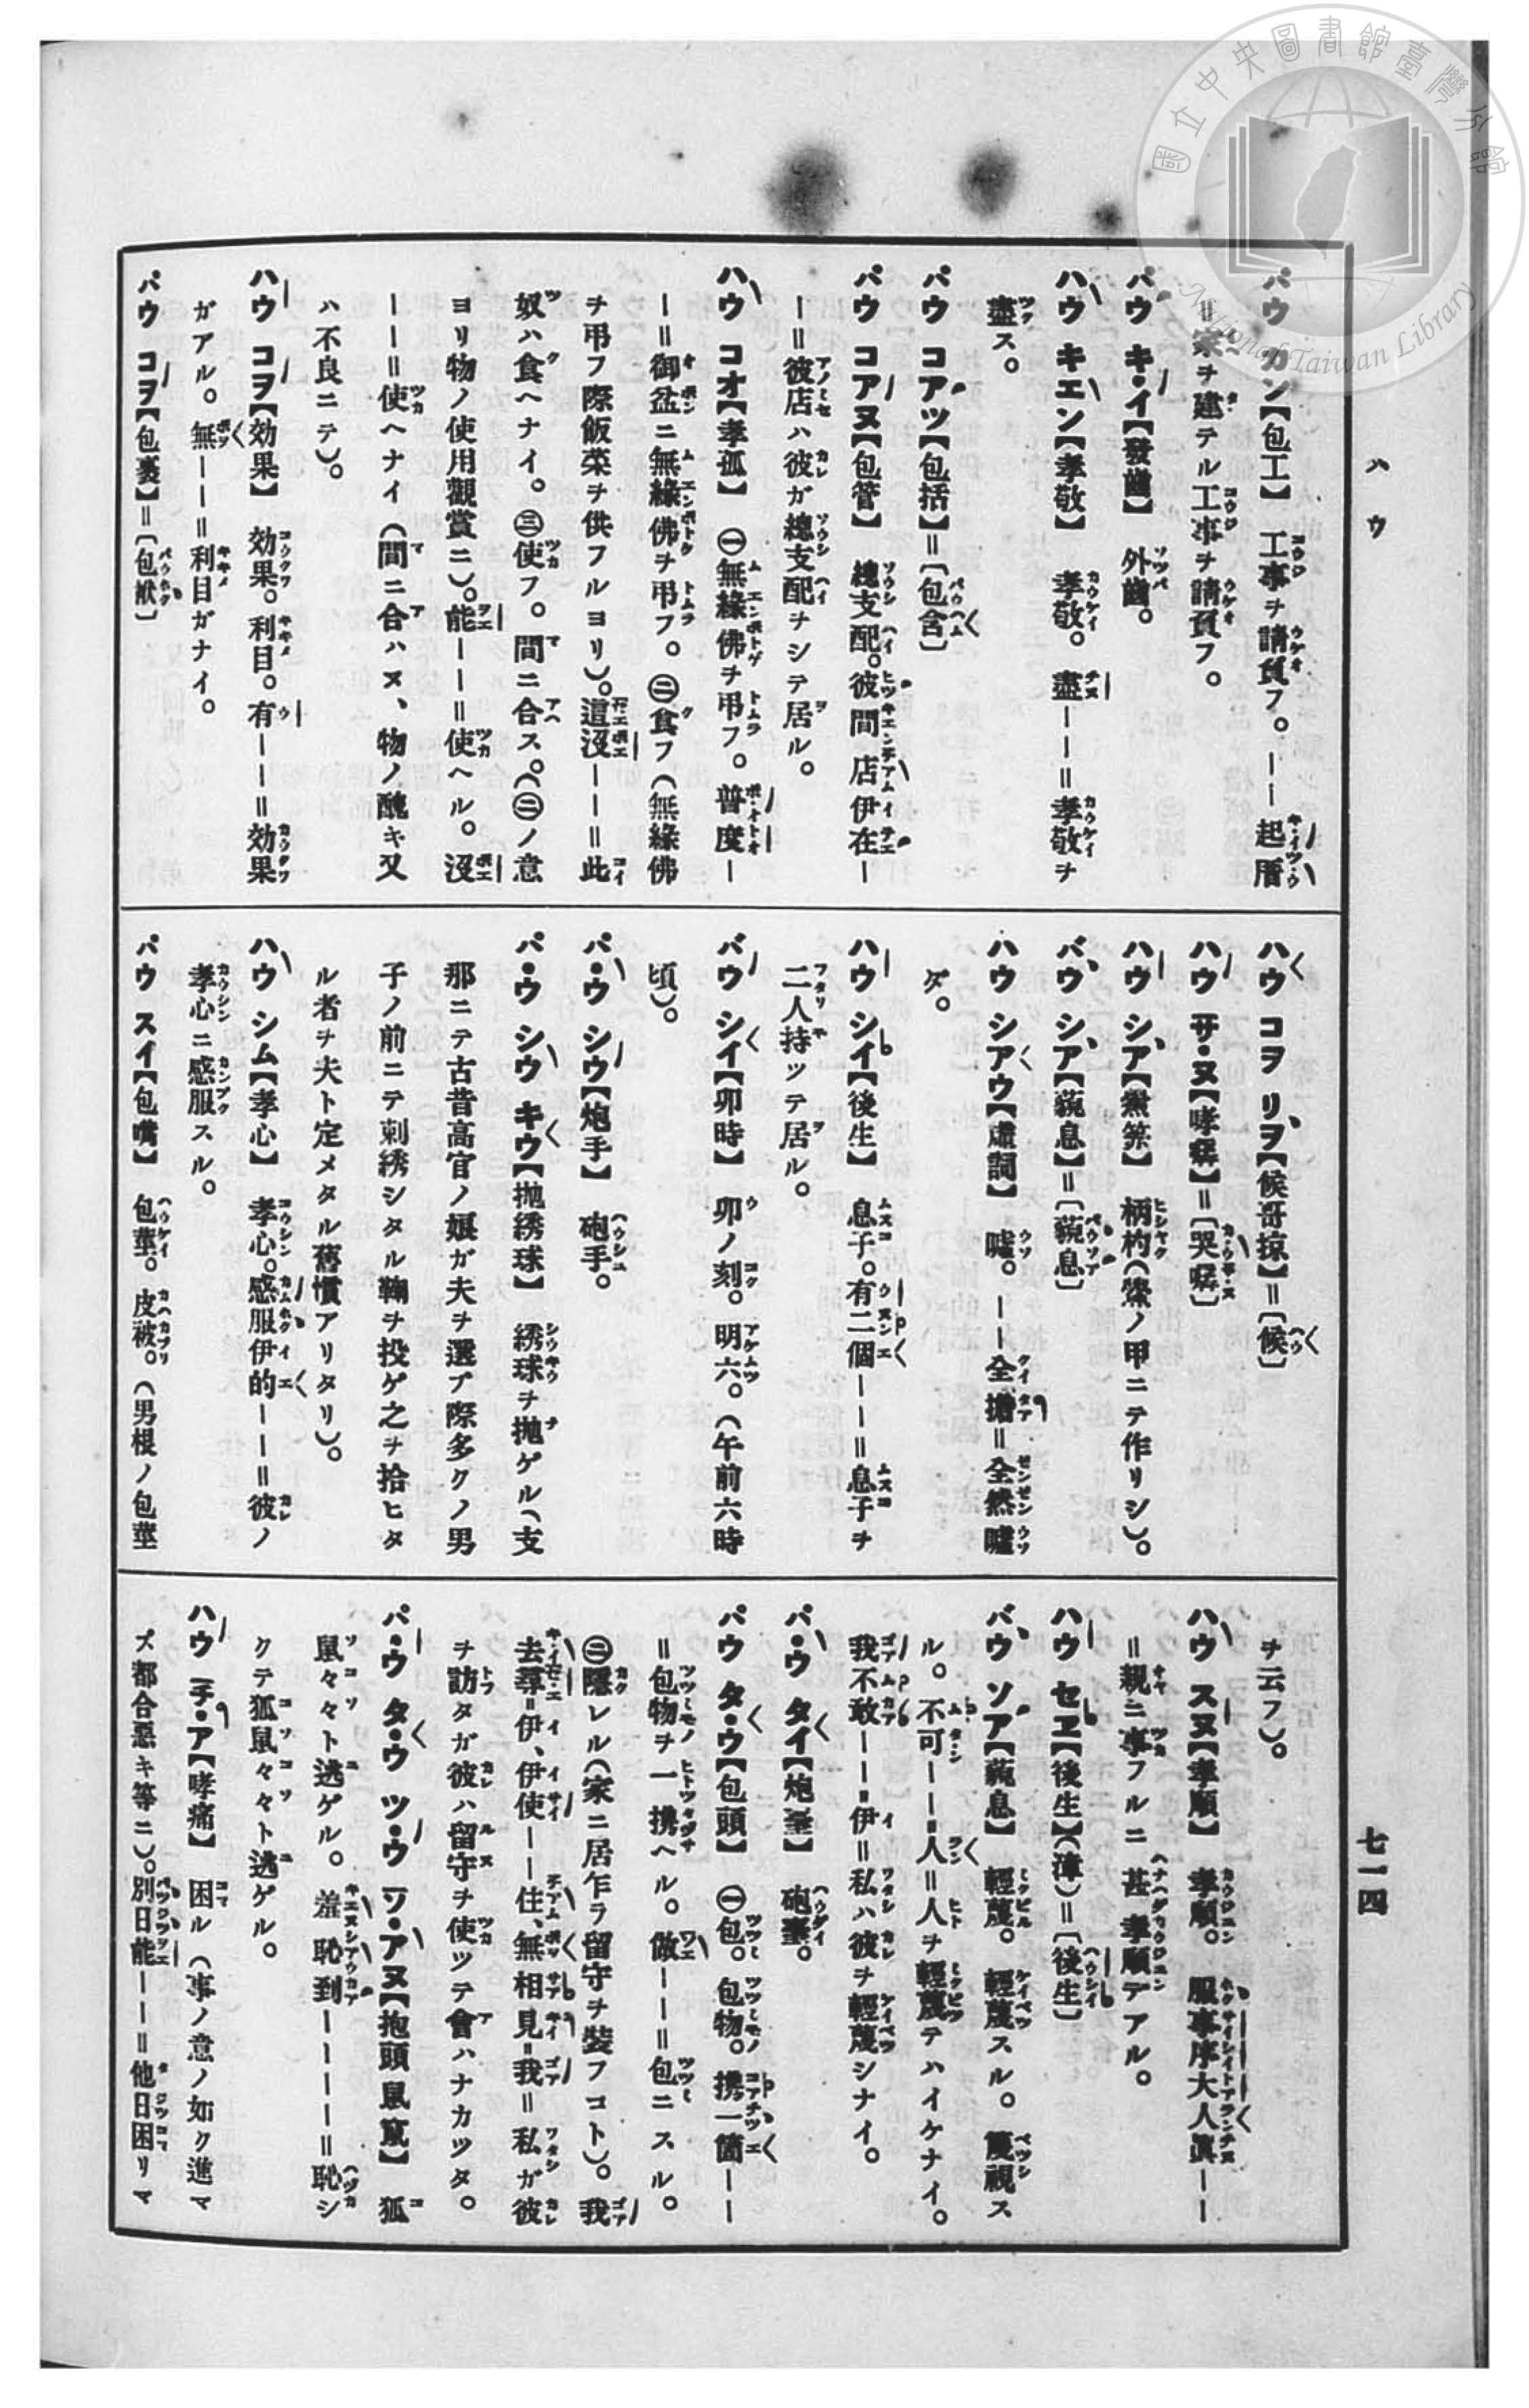 國立中央圖書館臺灣分館
National Taiwan Library
ハウ
七一四
パウ カン【包工】 工事ヲ請負フ。――起厝
＝家ヲ建テル工事ヲ請負フ。
パウ キ・イ【發齒】 外齒。
ハウ キエン【孝敬】 孝敬。盡――＝孝敬ヲ
盡ス。
パウ コアツ【包括】＝〔包含〕
パウ コアヌ【包管】 總支配。彼間店伊在―
―＝彼店ハ彼ガ總支配ヲシテ居ル。
ハウ コオ【孝孤】 ㊀無緣佛ヲ弔フ。普度―
―＝御盆ニ無緣佛ヲ弔フ。㊁食フ（無緣佛
ヲ弔フ際飯菜ヲ供フルヨリ）。這沒――＝此
奴ハ食ヘナイ。㊂使フ。間ニ合ス。（㊁ノ意
ヨリ物ノ使用觀賞ニ）。能――＝使ヘル。沒
――＝使ヘナイ（間ニ合ハヌ、物ノ醜キ又
ハ不良ニテ）。
ハウ コヲ【効果】 効果。利目。有――＝効果
ガアル。無――＝利目ガナイ。
パウ コヲ【包裹】＝〔包袱〕
ハウ コヲ リヲ【候哥掠】＝〔候〕
ハウ サ・ヌ【哮𤺪】＝〔哭𤺪〕
ハウ シア 柄杓（鱟ノ甲ニテ作リシ）。
バウ シア【藐息】＝〔藐息〕
ハウ シアウ【虛詞】 噓。――全擔＝全然噓
ダ。
ハウ シイ【後生】 息子。有二個――＝息子ヲ
二人持ツテ居ル。
バウ シイ【卯時】 卯ノ刻。明六。（午前六時
頃）。
パ・ウ シウ【炮手】 砲手。
パ・ウ シウ キウ【拋綉球】 綉球ヲ拋ゲル（支
那ニテ古昔高官ノ娘ガ夫ヲ選ブ際多クノ男
子ノ前ニテ刺綉シタル鞠ヲ投ゲ之ヲ拾ヒタ
ル者ヲ夫ト定メタル舊慣アリタリ）。
ハウ シム【孝心】 孝心。感服伊的――＝彼ノ
孝心ニ感服スル。
パウ スイ【包嘴】 包莖。皮被。（男根ノ包莖
ヲ云フ）。
ハウ スヌ【孝順】 孝順。服事序大人眞――
＝親ニ事フルニ甚孝順デアル。
ハウ セエ【後生】（漳）＝〔後生〕
バウ ソア【藐息】 輕蔑。輕蔑スル。蔑視ス
ル。不可――人＝人ヲ輕蔑テハイケナイ。
我不敢――伊＝私ハ彼ヲ輕蔑シナイ。
パ・ウ タイ【炮臺】 砲臺。
パウ タ・ウ【包頭】 ㊀包。包物。攜一箇――
＝包物ヲ一携ヘル。做――＝包ニスル。
㊁隱レル（家ニ居乍ラ留守ヲ裝フコト）。我
去尋伊、伊使――住、無相見我＝私ガ彼
ヲ訪タガ彼ハ留守ヲ使ツテ會ハナカツタ。
パ・ウ タ・ウ ツ・ウ ツ・アヌ【抱頭鼠竄】 狐
鼠々々ト逃ゲル。羞恥到――――＝恥シ
クテ狐鼠々々ト逃ゲル。
ハウ チ・ア【哮痛】 困ル（事ノ意ノ如ク進マ
ズ都合惡キ等ニ）。別日能――＝他日困リマ